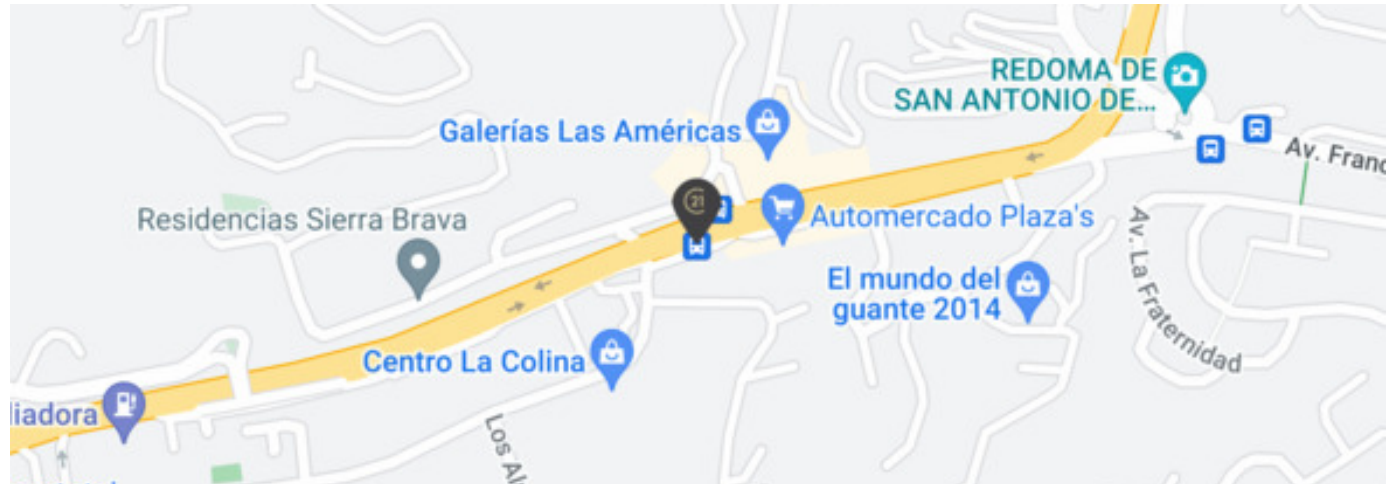 REDOMA DE
SAN ANTONIO DE...
Galerías Las Américas
Av. Franc
21
Residencias Sierra Brava
Automercado Plaza's
El mundo del
guante 2014
Av. La Fraternidad
Centro La Colina
liadora
Los Al